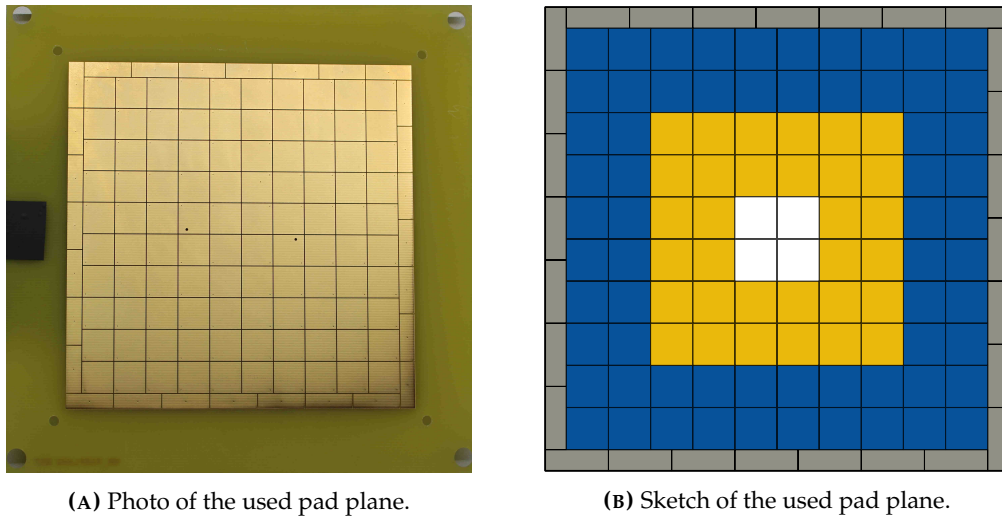 (A) Photo of the used pad plane.
(B) Sketch of the used pad plane.